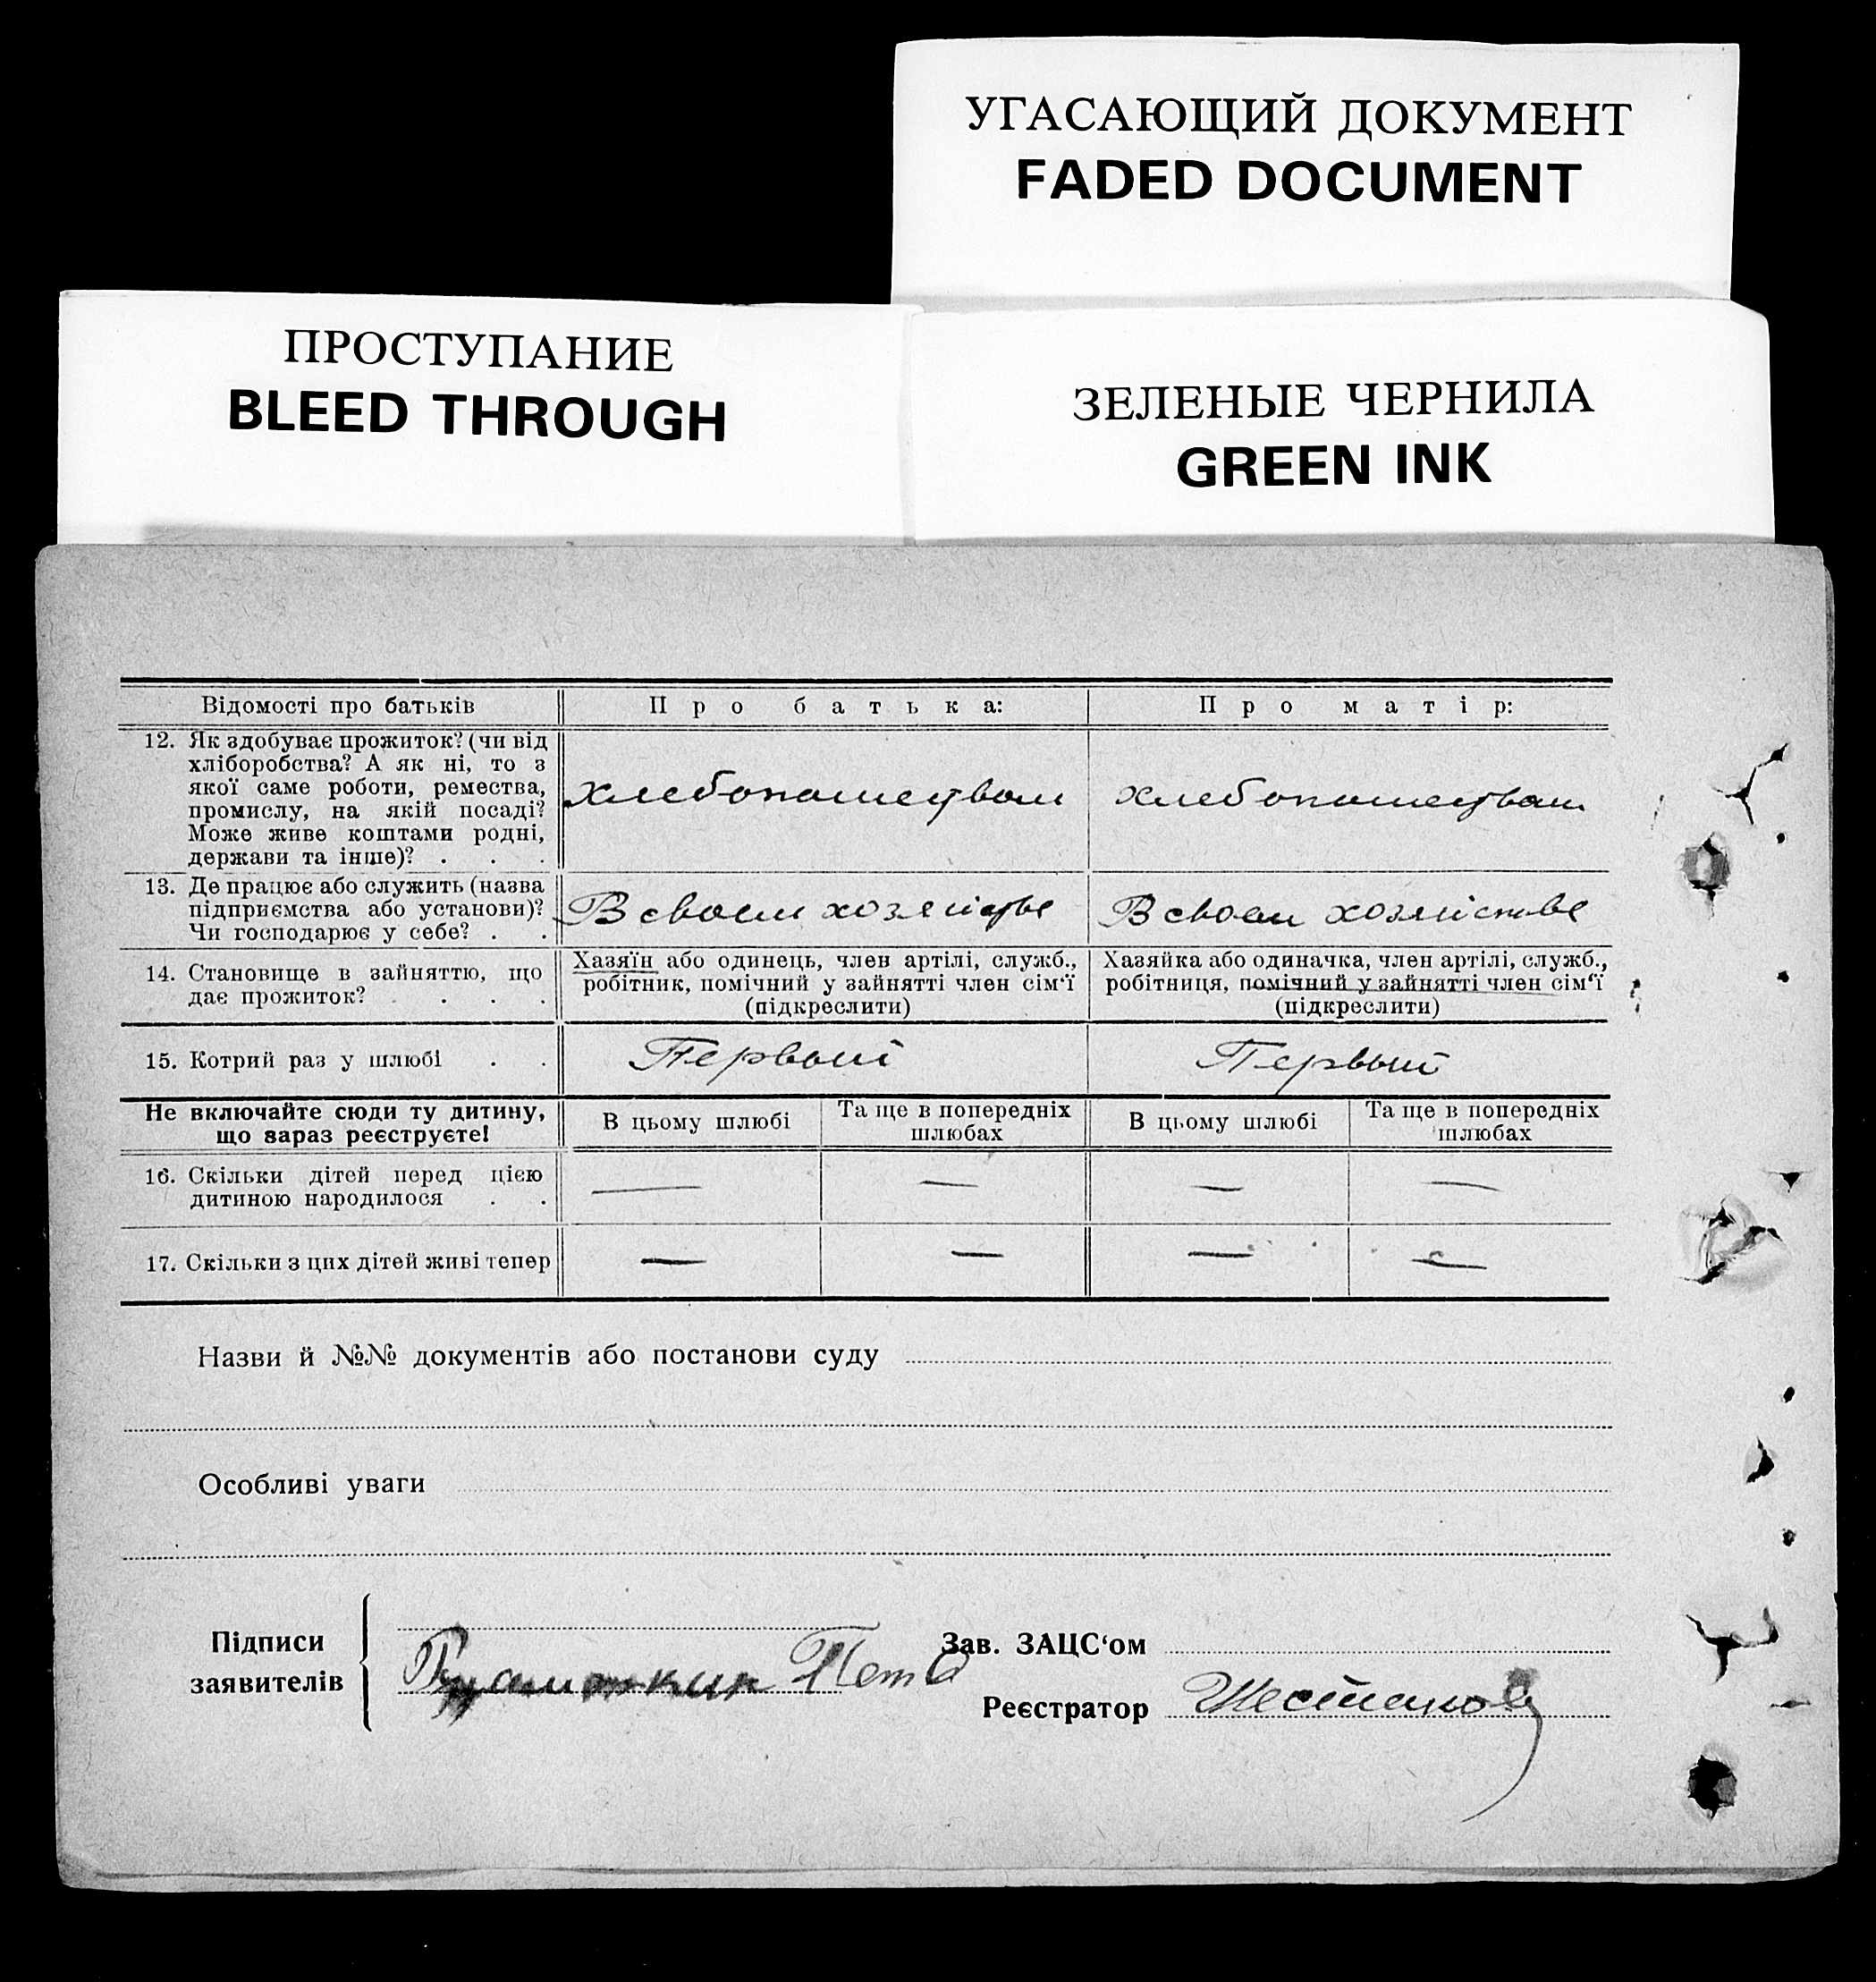 УГАСАЮЩИЙ ДОКУМЕНТ
FADED DOCUMENT
ПРОСТУПАНИЕ
BLEED THROUGH
ЗЕЛЕНЫЕ ЧЕРНИЛА
GREEN INK
Відомості про батьків
Про батька:
Про матір:
12. Як здобуває прожиток? (чи від
хліборобства? А як ні, то з
якої саме роботи, ремества,
промислу, на якій посаді?
Може живе коштами родні,
держави та інше)? . . .
хлебопашеством
хлебопашеством
13. Де працює або служить (назва
підприємства або установи)?
Чи господарює у себе? . .
В своем хозяйстве
В своем хозяйстве
14. Становище в зайняттю, що
дає прожиток? . . . .
Хазяїн або одинець, член артілі, служб.,
робітник, помічний у зайнятті член сім'ї
(підкреслити)
Хазяйка або одиначка, член артілі, служб.,
робітниця, помічний у зайнятті член сім'ї
(підкреслити)
15. Котрий раз у шлюбі . .
Первый
Первый
Не включайте сюди ту дитину,
що зараз реєструєте!
В цьому шлюбі
Та ще в попередніх
шлюбах
В цьому шлюбі
Та ще в попередніх
шлюбах
16. Скільки дітей перед цією
дитиною народилося . .
— — — —
17. Скільки з цих дітей живі тепер
— — — —
Назви й №№ документів або постанови суду
Особливі уваги
Підписи
заявителів
Зав. ЗАЦС'ом
Реєстратор